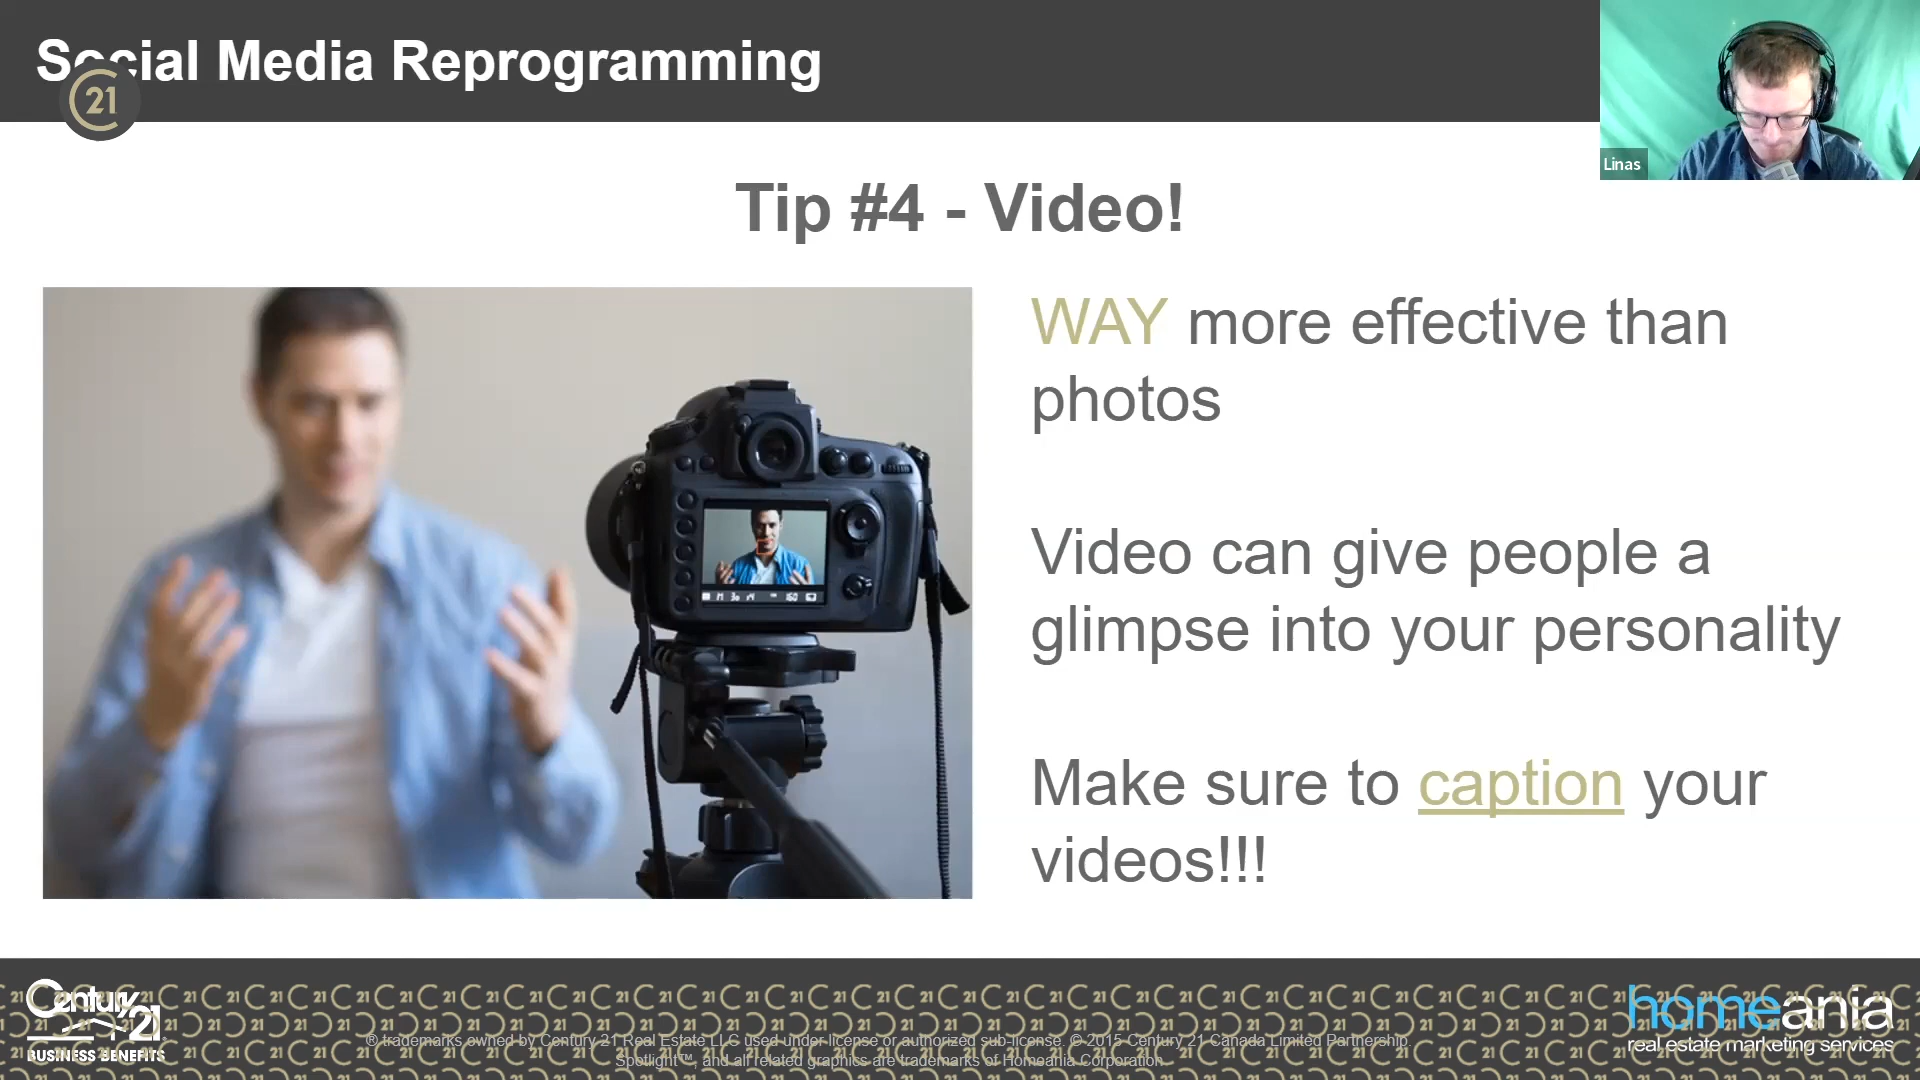 Social Media Reprogramming
C21
Linas
Tip #4 - Video!
WAY more effective than
photos
Video can give people a
glimpse into your personality
Make sure to caption your
videos!!!
Century 21
BUSINESS BENEFITS
® trademarks owned by Century 21 Real Estate LLC used under license or authorized sub-license. © 2015 Century 21 Canada Limited Partnership.
Spotlight™, and all related graphics are trademarks of Homeania Corporation.
homeania
real estate marketing services